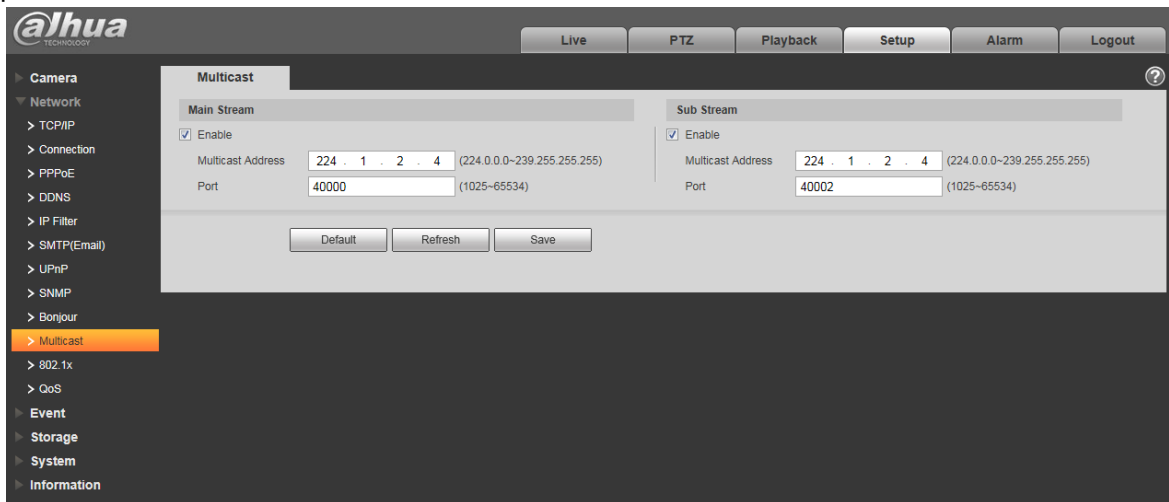 alhua
TECHNOLOGY
Live PTZ Playback Setup Alarm Logout
Camera
Network
> TCP/IP
> Connection
> PPPoE
> DDNS
> IP Filter
> SMTP(Email)
> UPnP
> SNMP
> Bonjour
> Multicast
> 802.1x
> QoS
Event
Storage
System
Information
Multicast
?
Main Stream
Enable
Multicast Address 224 . 1 . 2 . 4 (224.0.0.0~239.255.255.255)
Port 40000 (1025~65534)
Sub Stream
Enable
Multicast Address 224 . 1 . 2 . 4 (224.0.0.0~239.255.255.255)
Port 40002 (1025~65534)
Default Refresh Save